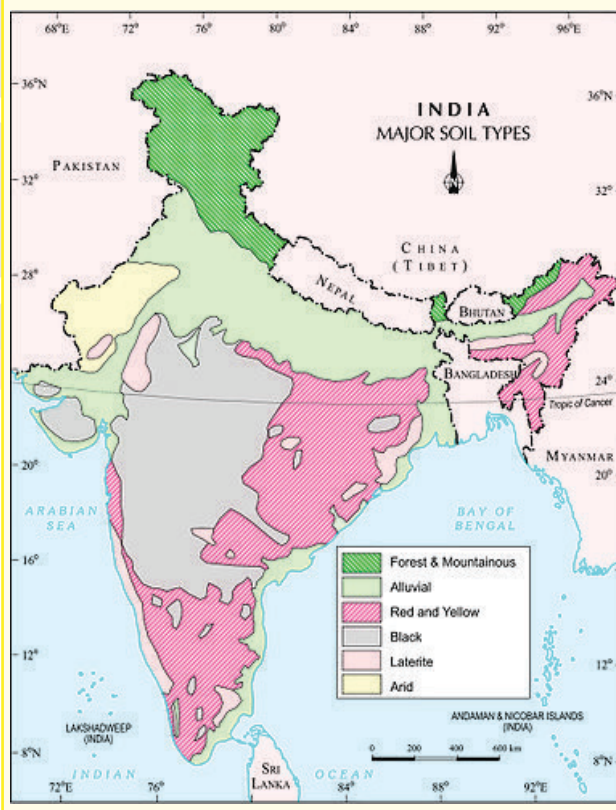 68°E 72° 76° 80° 84° 88° 92° 96°E
36°N 36°N
INDIA
MAJOR SOIL TYPES
N
PAKISTAN
32° 32°
CHINA
(TIBET)
28° 28°
NEPAL
BHUTAN
BANGLADESH
24°
Tropic of Cancer
MYANMAR
20° 20°
ARABIAN
SEA
BAY OF
BENGAL
16° 16°
Forest & Mountainous
Alluvial
Red and Yellow
Black
Laterite
Arid
12° 12°
LAKSHADWEEP
(INDIA)
ANDAMAN & NICOBAR ISLANDS
(INDIA)
0 200 400 600 km
8°N 8°N
INDIAN OCEAN
SRI
LANKA
72°E 76° 84° 88° 92°E